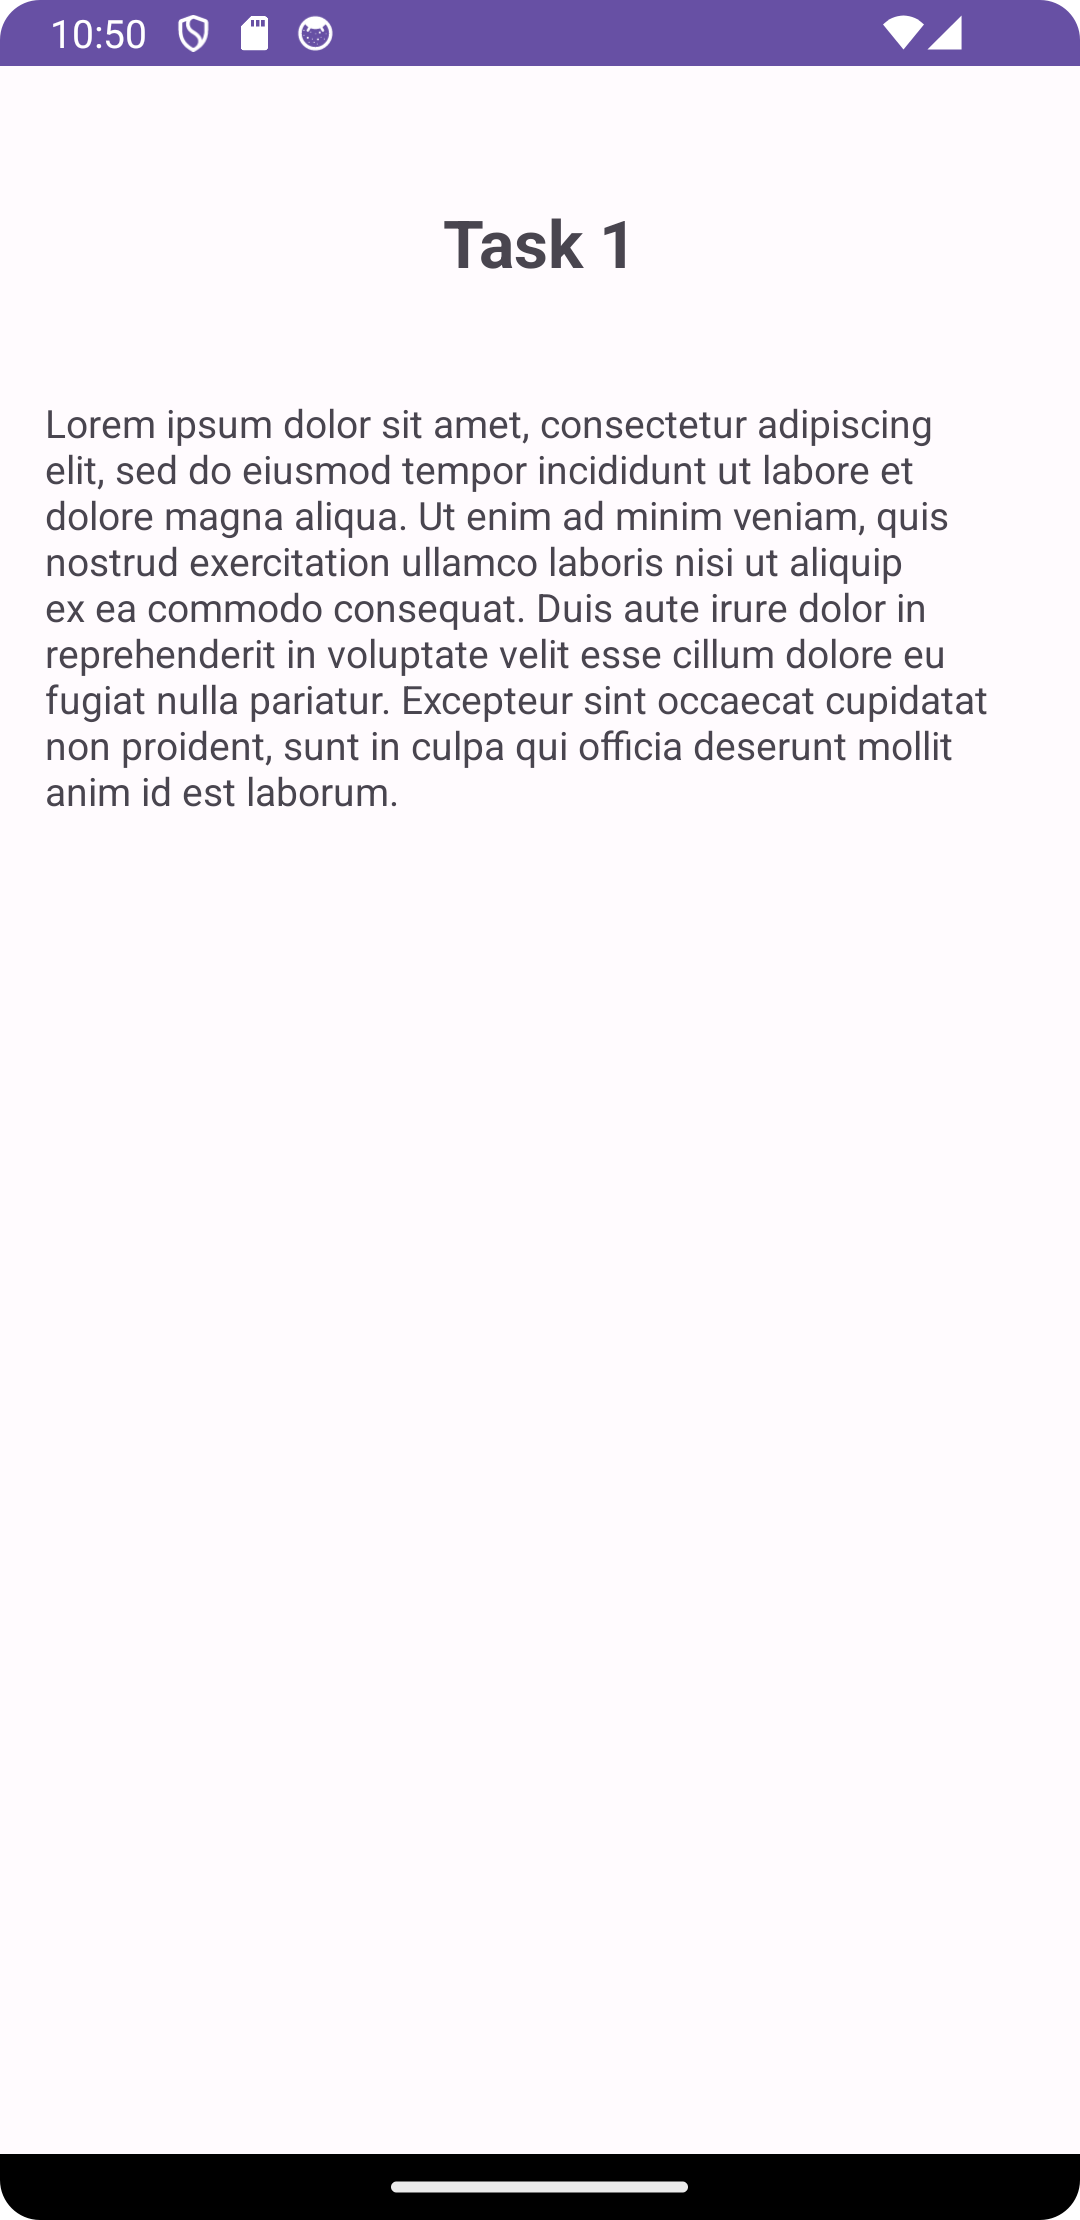 10:50
Task 1
Lorem ipsum dolor sit amet, consectetur adipiscing
elit, sed do eiusmod tempor incididunt ut labore et
dolore magna aliqua. Ut enim ad minim veniam, quis
nostrud exercitation ullamco laboris nisi ut aliquip
ex ea commodo consequat. Duis aute irure dolor in
reprehenderit in voluptate velit esse cillum dolore eu
fugiat nulla pariatur. Excepteur sint occaecat cupidatat
non proident, sunt in culpa qui officia deserunt mollit
anim id est laborum.